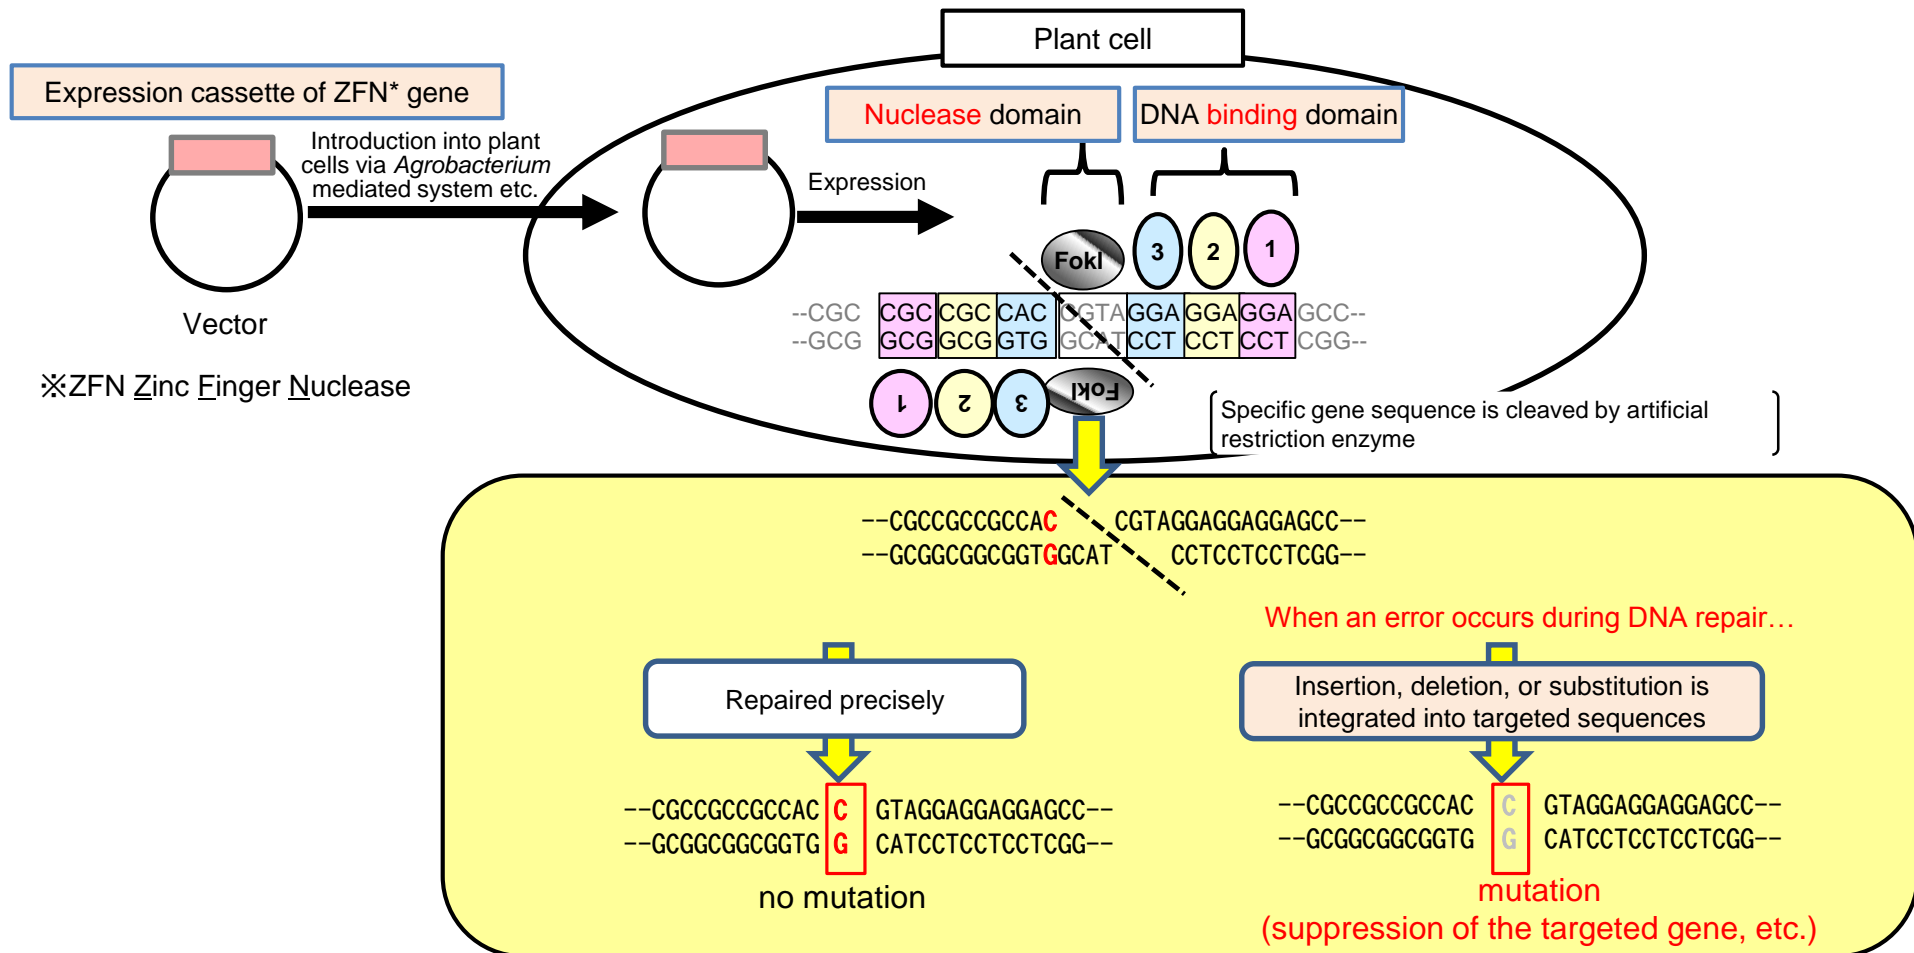 Plant cell
Expression cassette of ZFN* gene
Nuclease domain
DNA binding domain
Introduction into plant
cells via Agrobacterium
mediated system etc.
Expression
FokI
3
2
1
--CGC CGC CGC CAC CGTA GGA GGA GGA GCC--
--GCG GCG GCG GTG GCAT CCT CCT CCT CGG--
Vector
※ZFN Zinc Finger Nuclease
1
2
3
FokI
Specific gene sequence is cleaved by artificial
restriction enzyme
--CGCCGCCGCCAC CGTAGGAGGAGGAGCC--
--GCGGCGGCGGTGGCAT CCTCCTCCTCGG--
When an error occurs during DNA repair…
Repaired precisely
Insertion, deletion, or substitution is
integrated into targeted sequences
--CGCCGCCGCCAC C GTAGGAGGAGGAGCC--
--GCGGCGGCGGTG G CATCCTCCTCCTCGG--
no mutation
--CGCCGCCGCCAC C GTAGGAGGAGGAGCC--
--GCGGCGGCGGTG G CATCCTCCTCCTCGG--
mutation
(suppression of the targeted gene, etc.)